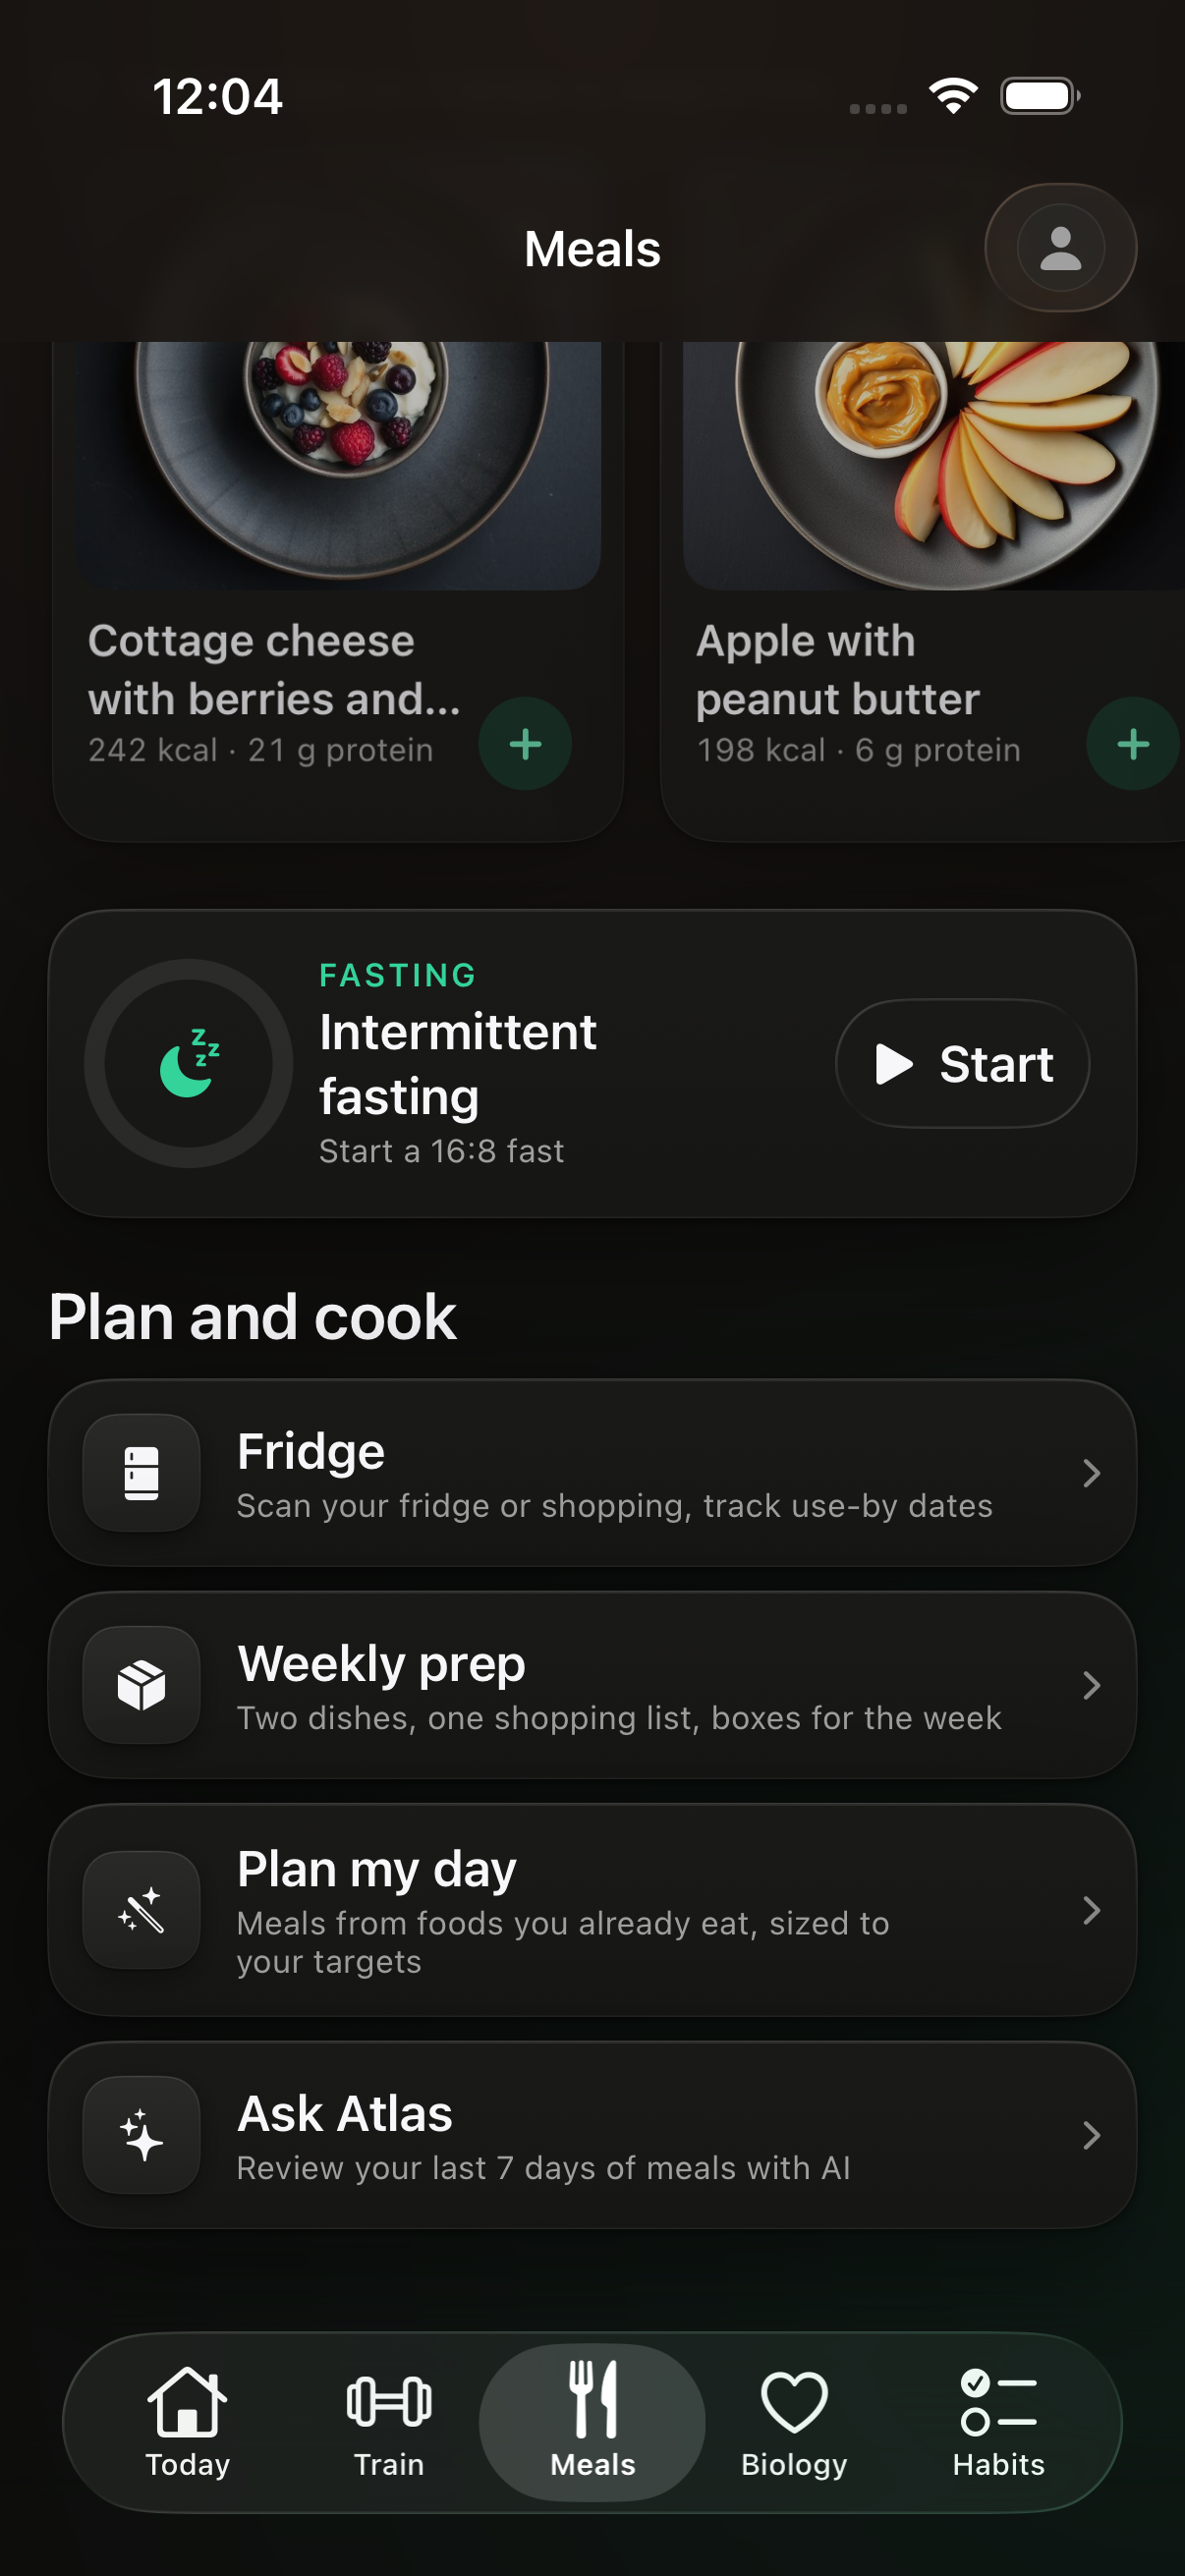 12:04
Meals
Cottage cheese
with berries and...
242 kcal · 21 g protein
Apple with
peanut butter
198 kcal · 6 g protein
FASTING
Intermittent
fasting
Start a 16:8 fast
Start
Plan and cook
Fridge
Scan your fridge or shopping, track use-by dates
Weekly prep
Two dishes, one shopping list, boxes for the week
Plan my day
Meals from foods you already eat, sized to
your targets
Ask Atlas
Review your last 7 days of meals with AI
Today
Train
Meals
Biology
Habits